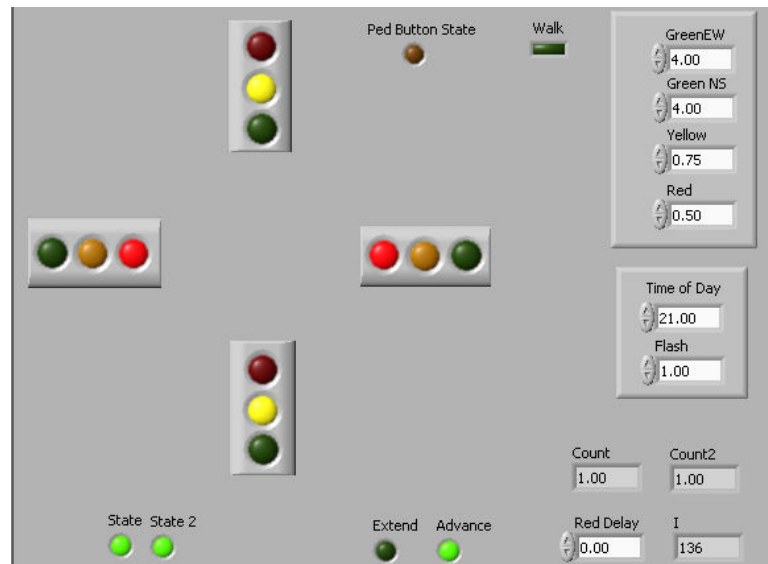 Ped Button State
Walk
GreenEW
4.00
Green NS
4.00
Yellow
0.75
Red
0.50
Time of Day
21.00
Flash
1.00
Count
Count2
1.00
1.00
State
State 2
Extend
Advance
Red Delay
I
0.00
136